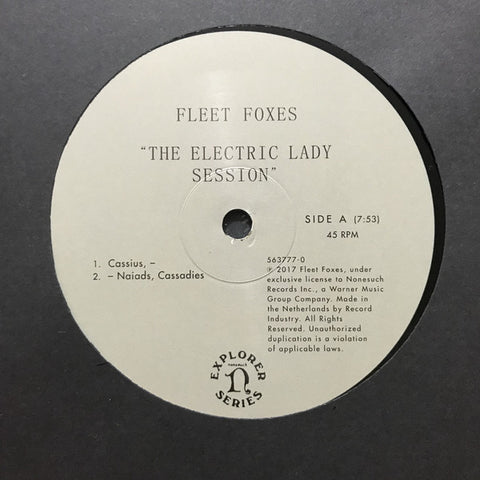 FLEET FOXES
"THE ELECTRIC LADY
SESSION"
SIDE A (7:53)
45 RPM
1. Cassius, –
2. – Naiads, Cassadies
563777-0
℗ 2017 Fleet Foxes, under
exclusive license to Nonesuch
Records Inc., a Warner Music
Group Company. Made in
the Netherlands by Record
Industry. All Rights
Reserved. Unauthorized
duplication is a violation
of applicable laws.
EXPLORER
nonesuch
n
SERIES